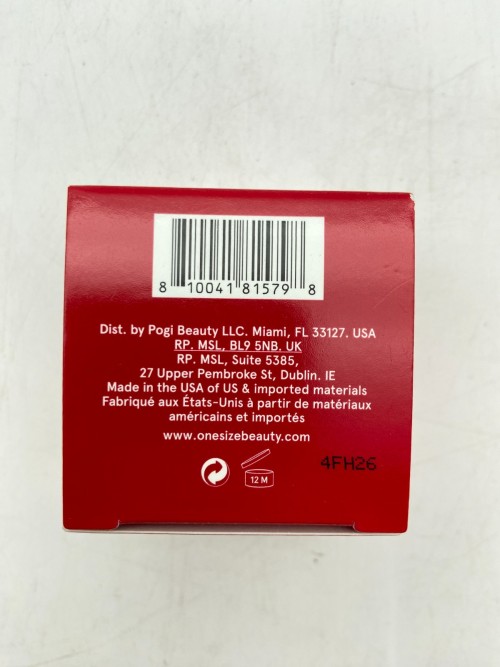 8 10041 81579 8
Dist. by Pogi Beauty LLC. Miami, FL 33127. USA
RP. MSL, BL9 5NB. UK
RP. MSL, Suite 5385,
27 Upper Pembroke St, Dublin. IE
Made in the USA of US & imported materials
Fabriqué aux États-Unis à partir de matériaux
américains et importés
www.onesizebeauty.com
12 M
4FH26